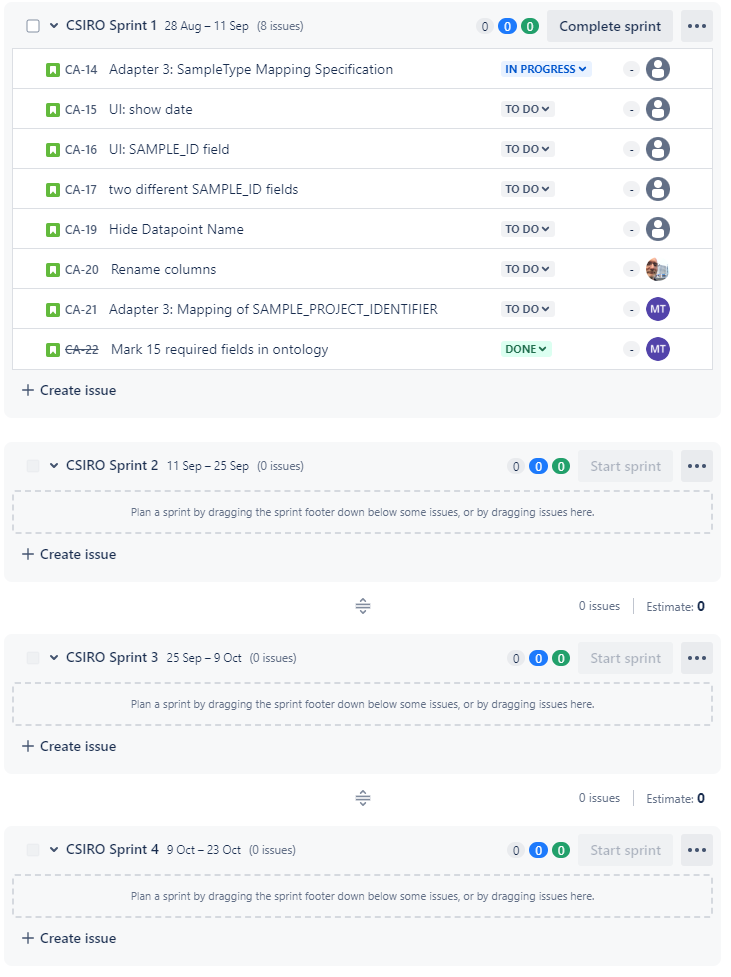 CSIRO Sprint 1 28 Aug – 11 Sep (8 issues) 0 0 0 Complete sprint
CA-14 Adapter 3: SampleType Mapping Specification IN PROGRESS -
CA-15 UI: show date TO DO -
CA-16 UI: SAMPLE_ID field TO DO -
CA-17 two different SAMPLE_ID fields TO DO -
CA-19 Hide Datapoint Name TO DO -
CA-20 Rename columns TO DO -
CA-21 Adapter 3: Mapping of SAMPLE_PROJECT_IDENTIFIER TO DO - MT
CA-22 Mark 15 required fields in ontology DONE - MT
+ Create issue
CSIRO Sprint 2 11 Sep – 25 Sep (0 issues) 0 0 0 Start sprint
Plan a sprint by dragging the sprint footer down below some issues, or by dragging issues here.
+ Create issue
0 issues Estimate: 0
CSIRO Sprint 3 25 Sep – 9 Oct (0 issues) 0 0 0 Start sprint
Plan a sprint by dragging the sprint footer down below some issues, or by dragging issues here.
+ Create issue
0 issues Estimate: 0
CSIRO Sprint 4 9 Oct – 23 Oct (0 issues) 0 0 0 Start sprint
Plan a sprint by dragging the sprint footer down below some issues, or by dragging issues here.
+ Create issue